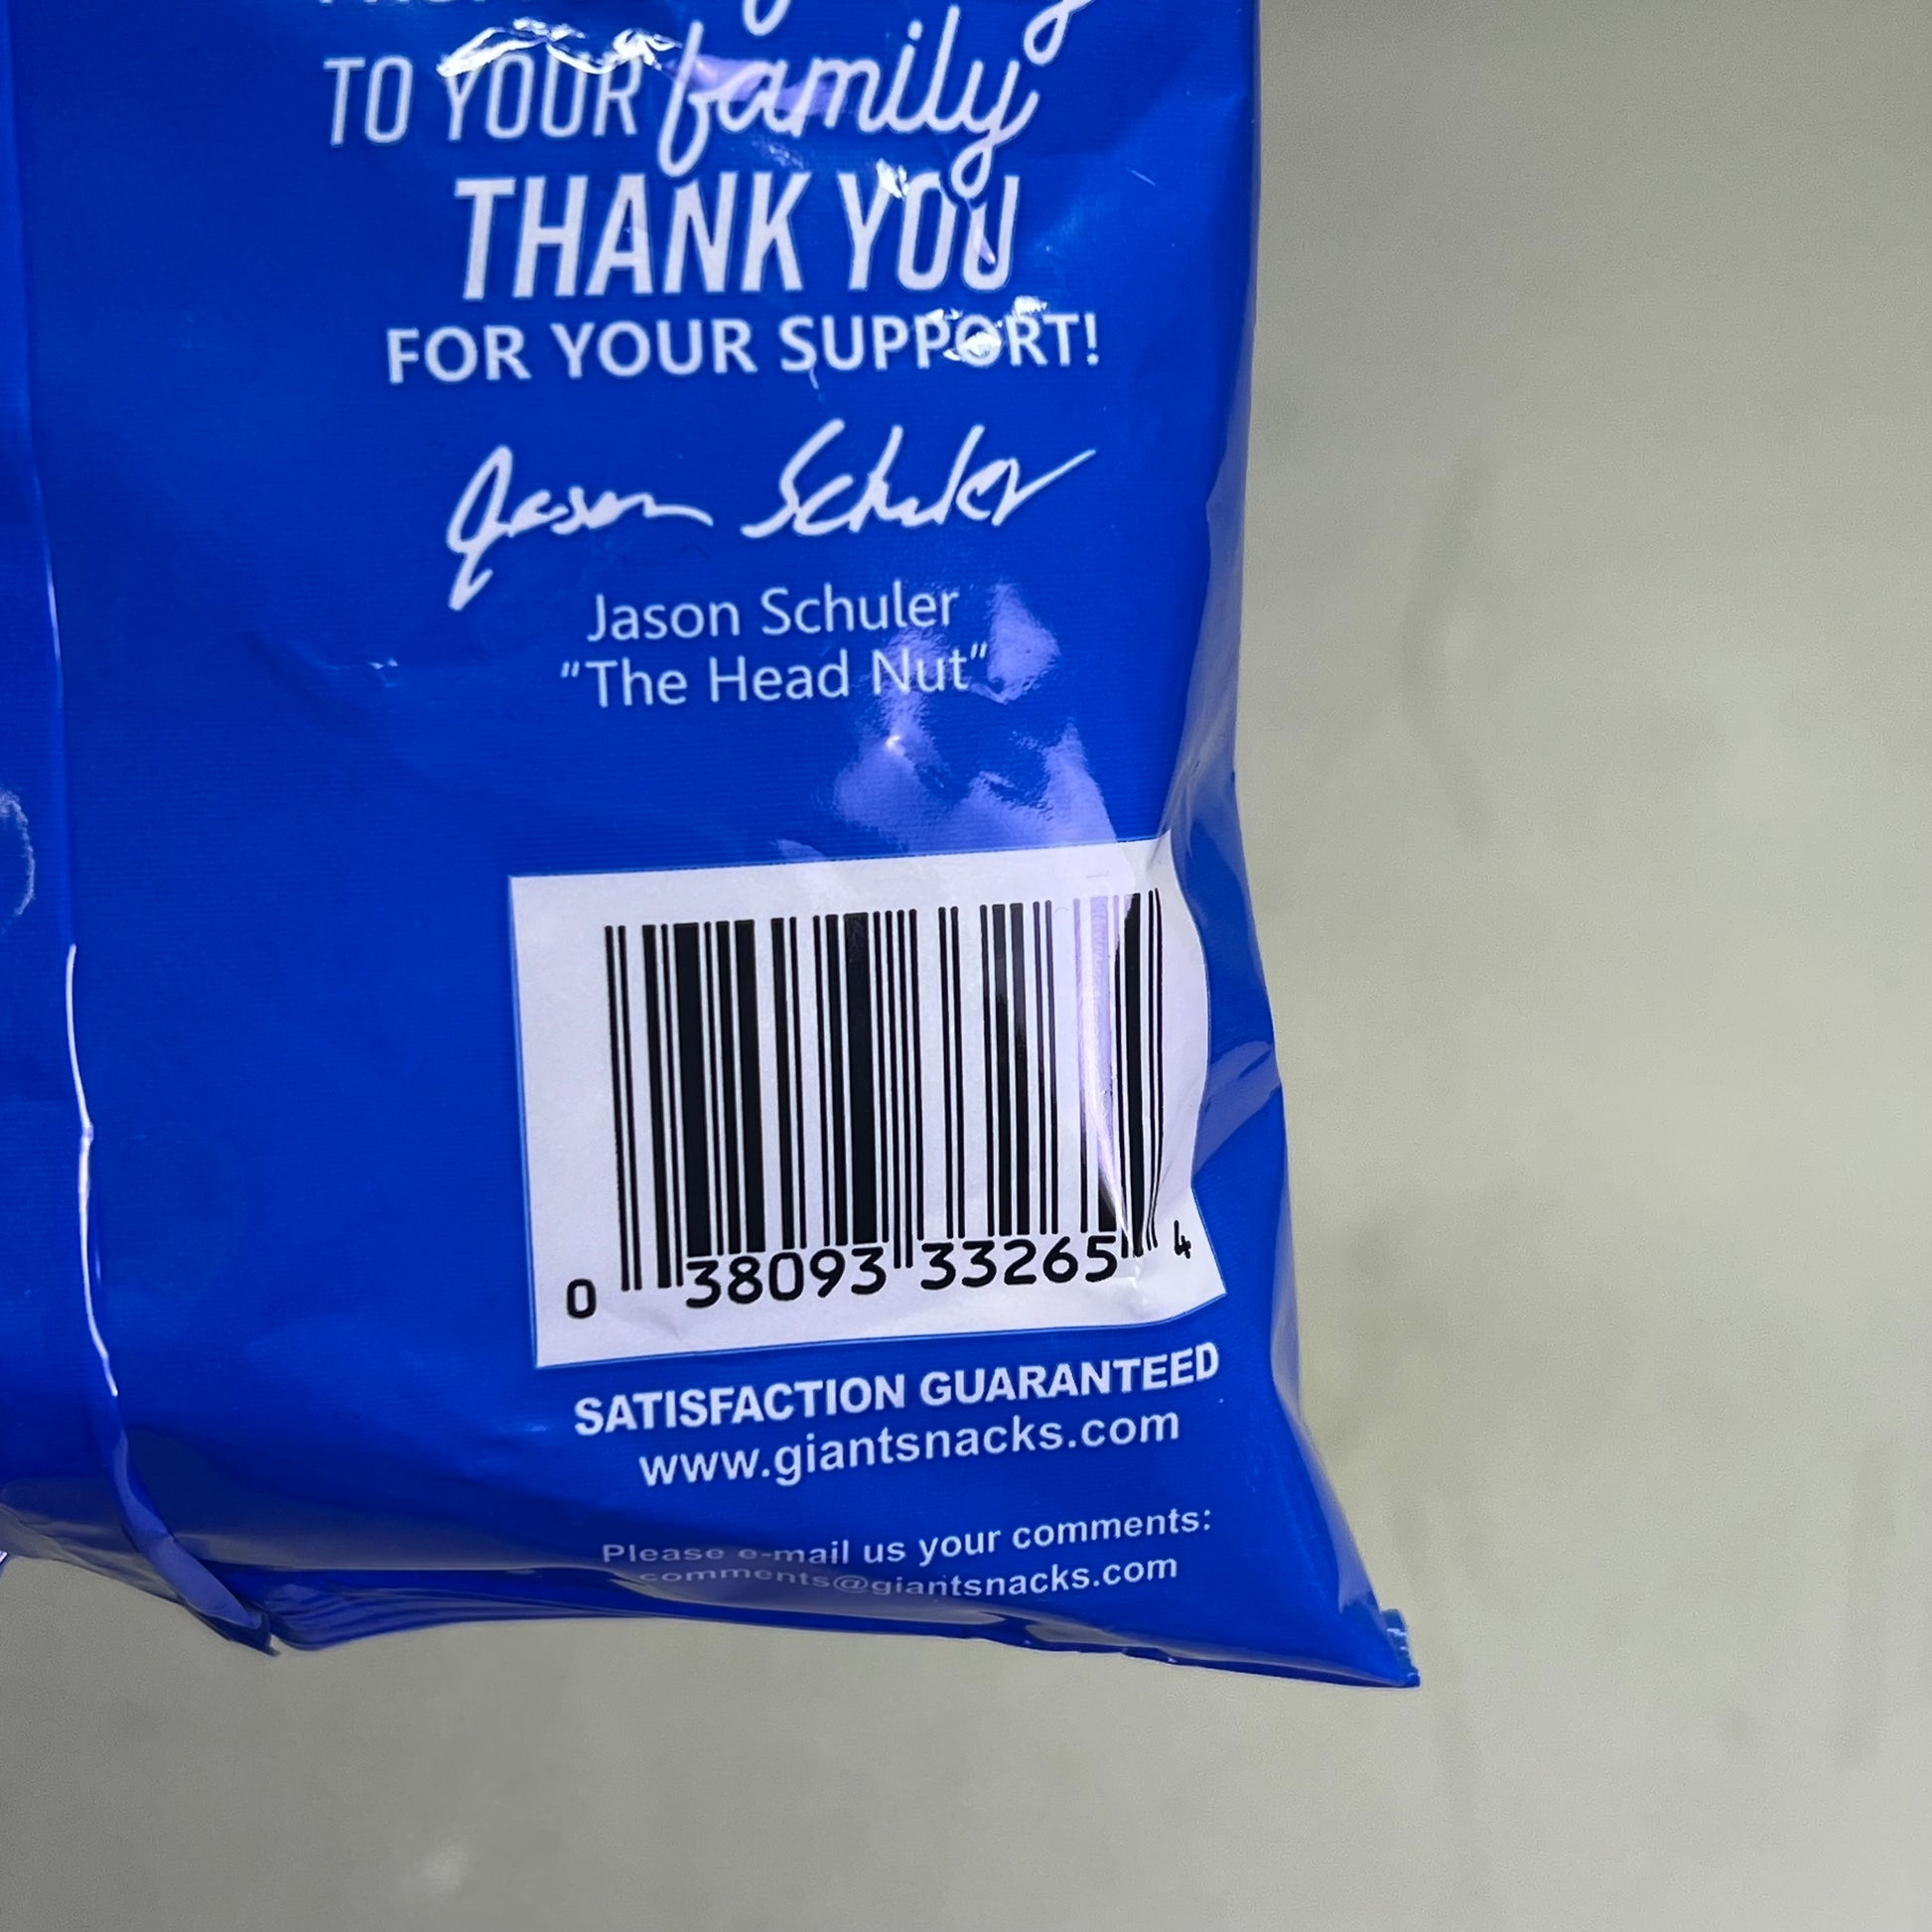 TO YOUR family
THANK YOU
FOR YOUR SUPPORT!
Jason Schuler
Jason Schuler
"The Head Nut"
0 38093 33265 4
SATISFACTION GUARANTEED
www.giantsnacks.com
Please e-mail us your comments:
comments@giantsnacks.com